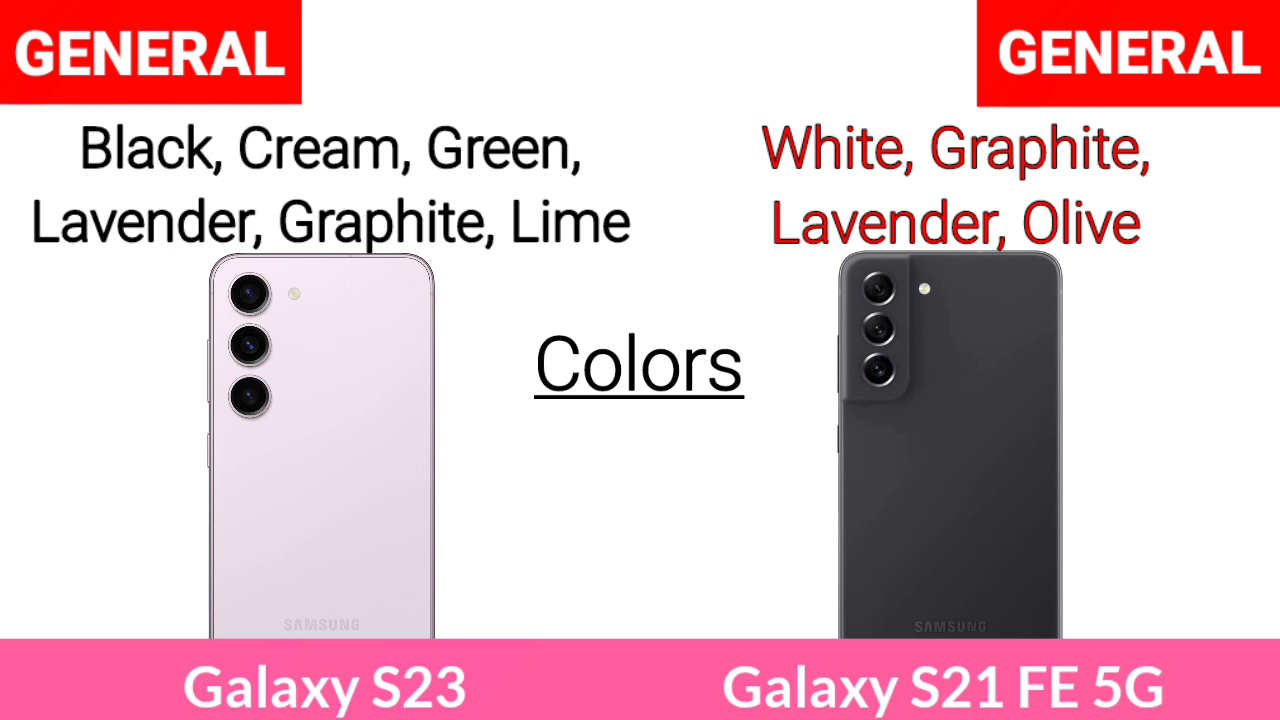 GENERAL
GENERAL
Black, Cream, Green,
Lavender, Graphite, Lime
White, Graphite,
Lavender, Olive
Colors
SAMSUNG
SAMSUNG
Galaxy S23
Galaxy S21 FE 5G